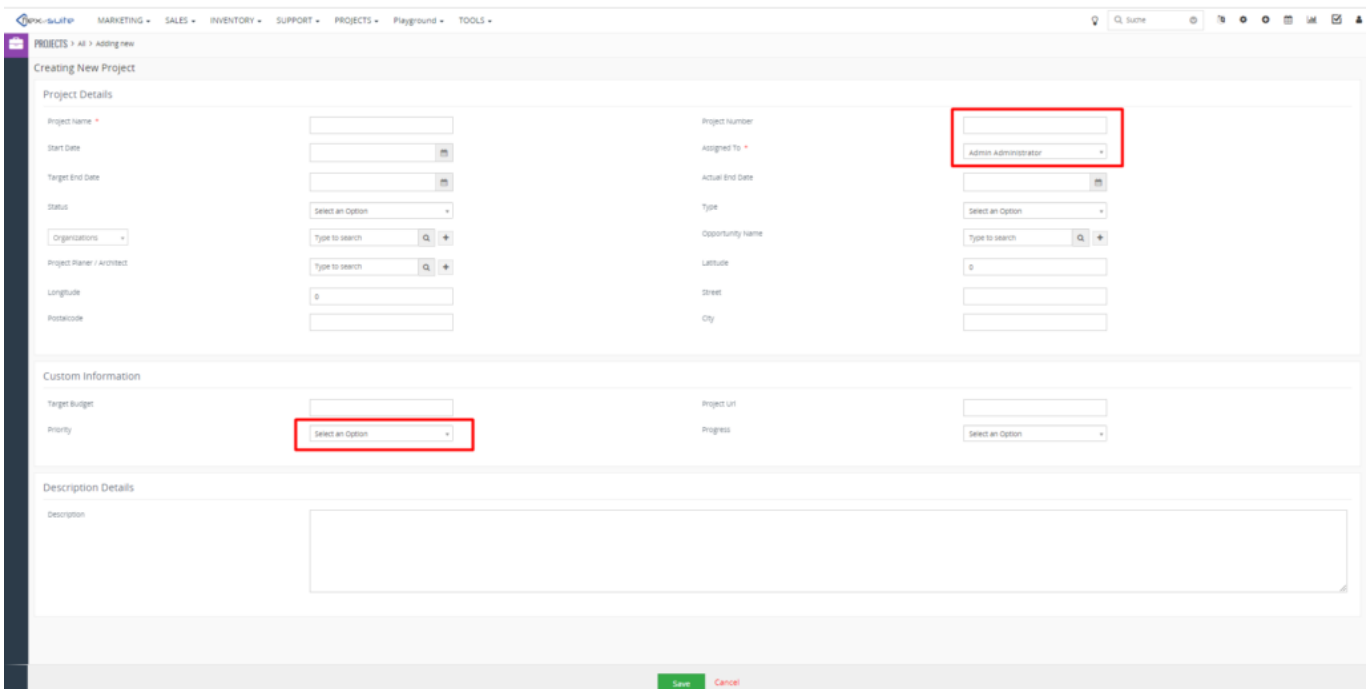 nex-suite MARKETING SALES INVENTORY SUPPORT PROJECTS Playground TOOLS Suche
PROJECTS > All > Adding new
Creating New Project
Project Details
Project Name * Project Number
Start Date Assigned To * Admin Administrator
Target End Date Actual End Date
Status Select an Option Type Select an Option
Organizations Type to search Opportunity Name Type to search
Project Planer / Architect Type to search Latitude 0
Longitude 0 Street
Postalcode City
Custom Information
Target Budget Project Url
Priority Select an Option Progress Select an Option
Description Details
Description
Save Cancel